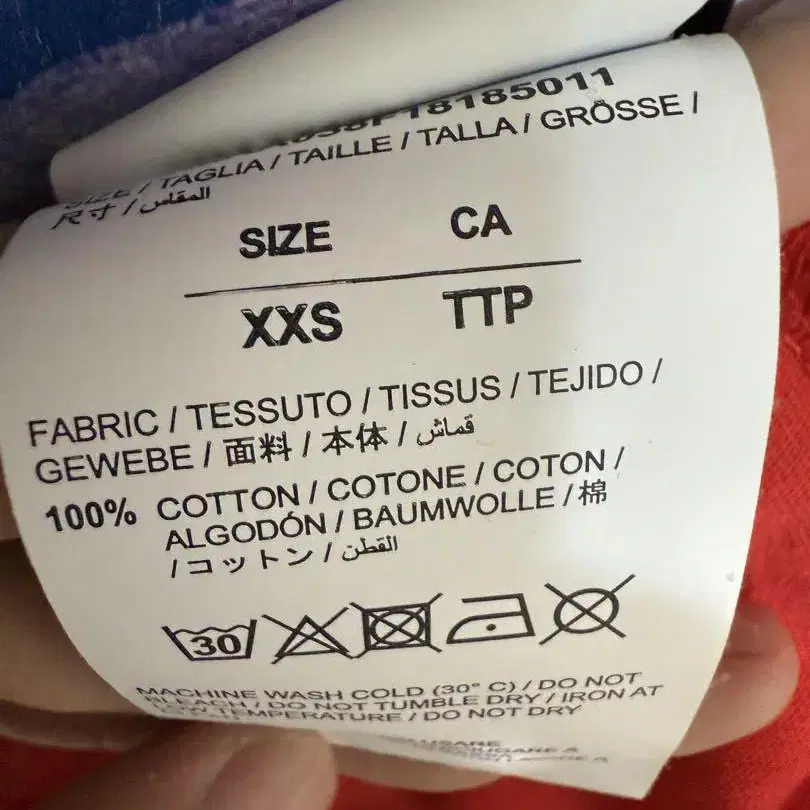 18185011
SIZE / TAGLIA / TAILLE / TALLA / GRÖSSE /
尺寸 / المقاس
SIZE CA
XXS TTP
FABRIC / TESSUTO / TISSUS / TEJIDO /
GEWEBE / 面料 / 本体 / قماش
100% COTTON / COTONE / COTON /
ALGODÓN / BAUMWOLLE / 棉
/ コットン / القطن
30
MACHINE WASH COLD (30° C) / DO NOT
BLEACH / DO NOT TUMBLE DRY / IRON AT
LOW TEMPERATURE / DO NOT DRY